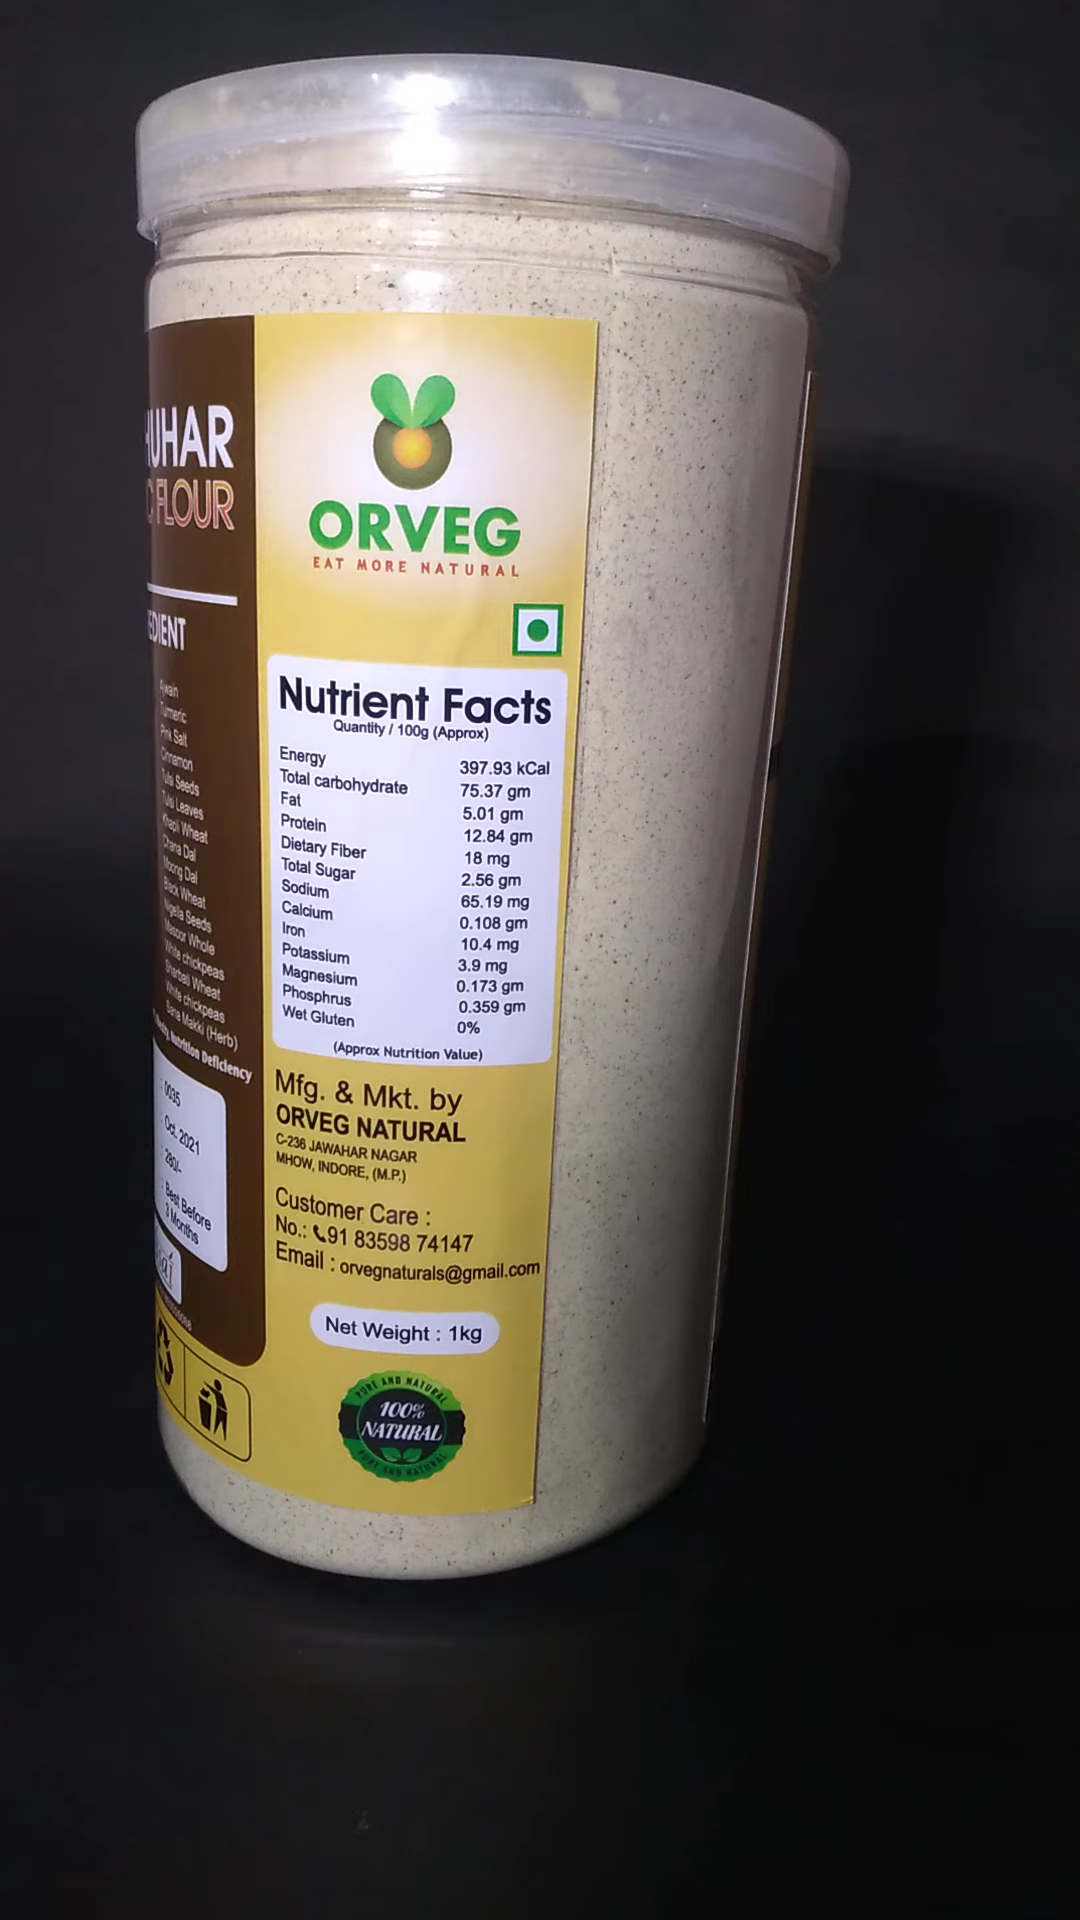 FLOUR
Ajwain
Turmeric
Pink Salt
Cinnamon
Tulsi Seeds
Tulsi Leaves
Khapli Wheat
Chana Dal
Moong Dal
Black Wheat
Nigella Seeds
Masoor Whole
White chickpeas
Sharbati Wheat
White chickpeas
Dana Makki (Herb)
Nutrition Deficiency
: 0035
: Oct. 2021
: 280/-
: Best Before
3 Months
ORVEG
EAT MORE NATURAL
Nutrient Facts
Quantity / 100g (Approx)
Energy 397.93 kCal
Total carbohydrate 75.37 gm
Fat 5.01 gm
Protein 12.84 gm
Dietary Fiber 18 mg
Total Sugar 2.56 gm
Sodium 65.19 mg
Calcium 0.108 gm
Iron 10.4 mg
Potassium 3.9 mg
Magnesium 0.173 gm
Phosphrus 0.359 gm
Wet Gluten 0%
(Approx Nutrition Value)
Mfg. & Mkt. by
ORVEG NATURAL
C-236 JAWAHAR NAGAR
MHOW, INDORE, (M.P.)
Customer Care :
No.: 91 83598 74147
Email : orvegnaturals@gmail.com
Net Weight : 1kg
PURE AND NATURAL
100%
NATURAL
PURE AND NATURAL